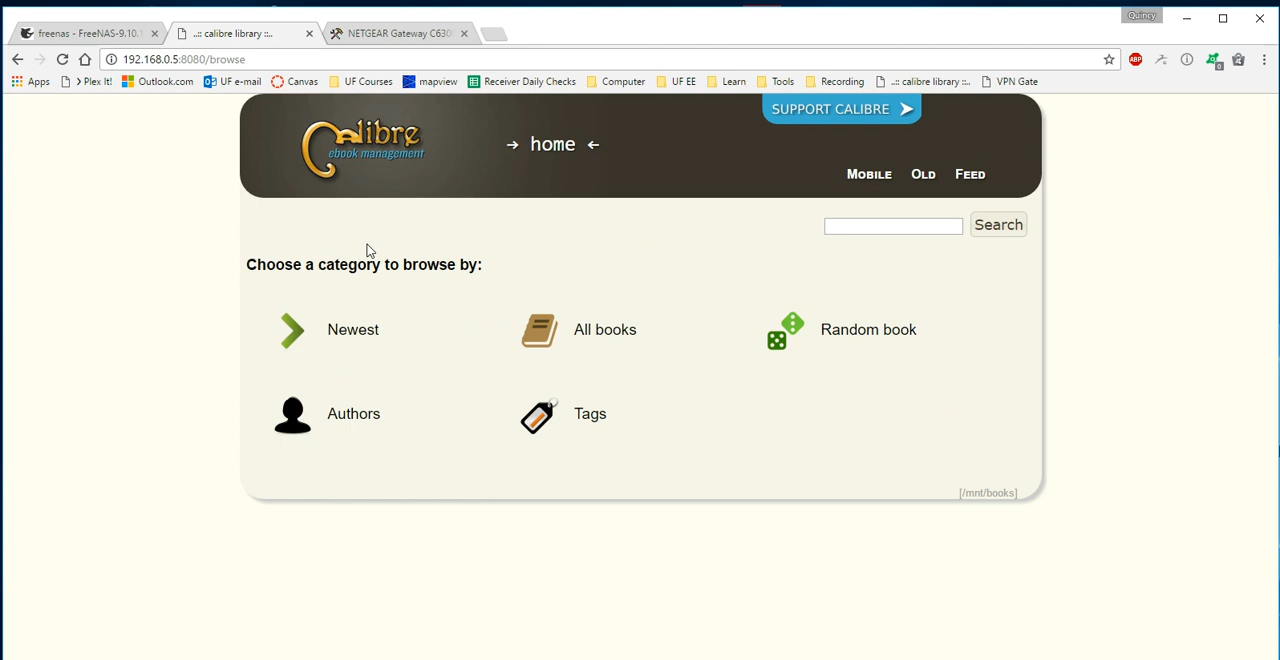 Quincy
freenas - FreeNAS-9.10.
..:: calibre library ::..
NETGEAR Gateway C630
192.168.0.5:8080/browse
ABP
0
Apps
> Plex It!
Outlook.com
UF e-mail
Canvas
UF Courses
mapview
Receiver Daily Checks
Computer
UF EE
Learn
Tools
Recording
..:: calibre library ::..
VPN Gate
SUPPORT CALIBRE
Calibre
ebook management
→ home ←
Mobile Old Feed
Search
Choose a category to browse by:
Newest
All books
Random book
Authors
Tags
[/mnt/books]